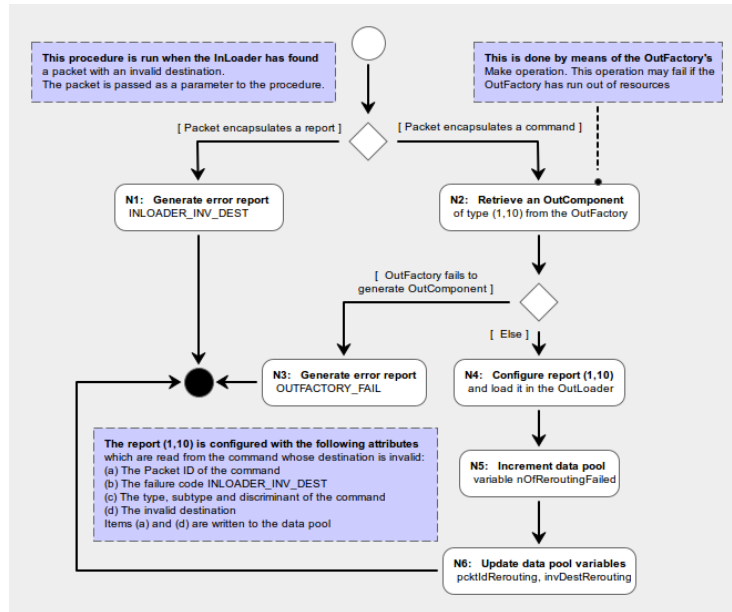 This procedure is run when the InLoader has found
a packet with an invalid destination.
The packet is passed as a parameter to the procedure.
This is done by means of the OutFactory's
Make operation. This operation may fail if the
OutFactory has run out of resources
[ Packet encapsulates a report ]
[ Packet encapsulates a command ]
N1: Generate error report
INLOADER_INV_DEST
N2: Retrieve an OutComponent
of type (1,10) from the OutFactory
[ OutFactory fails to
generate OutComponent ]
[ Else ]
N3: Generate error report
OUTFACTORY_FAIL
N4: Configure report (1,10)
and load it in the OutLoader
The report (1,10) is configured with the following attributes
which are read from the command whose destination is invalid:
(a) The Packet ID of the command
(b) The failure code INLOADER_INV_DEST
(c) The type, subtype and discriminant of the command
(d) The invalid destination
Items (a) and (d) are written to the data pool
N5: Increment data pool
variable nOfReroutingFailed
N6: Update data pool variables
pcktIdRerouting, invDestRerouting